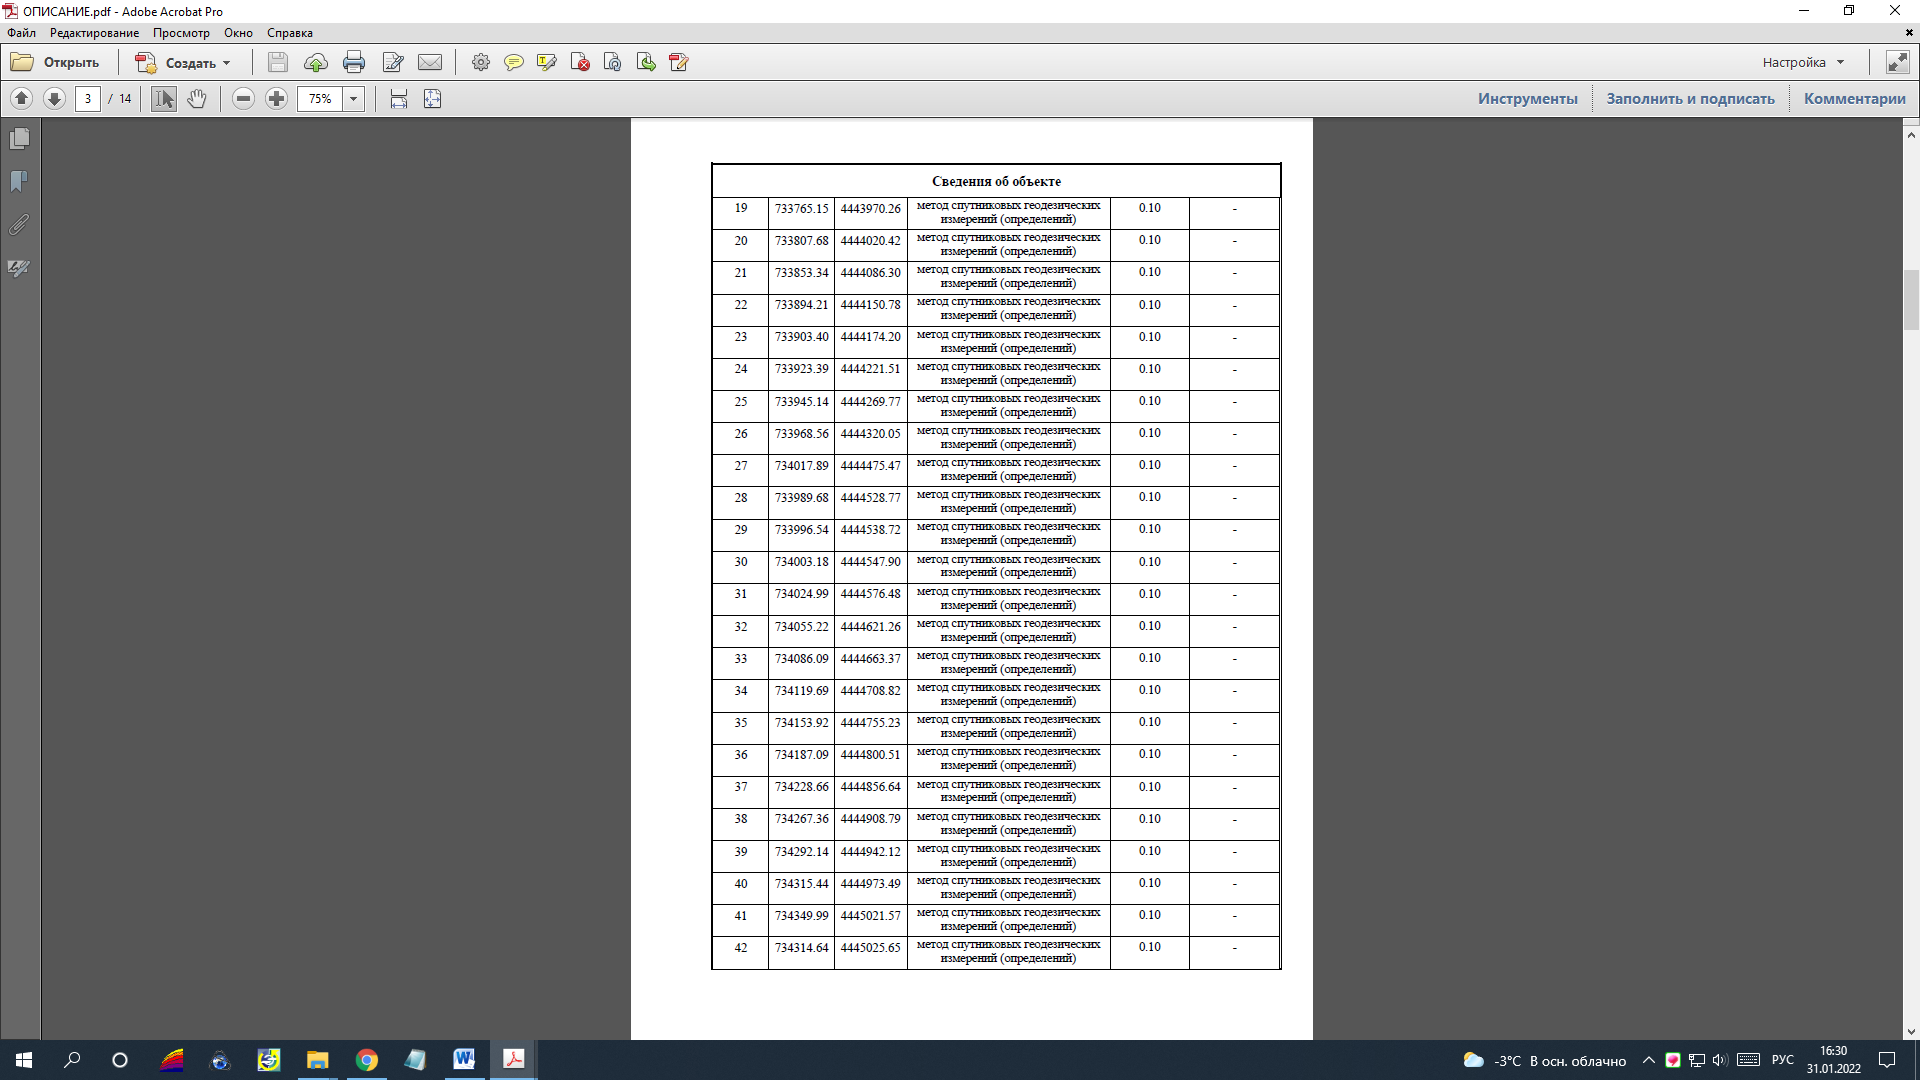 ОПИСАНИЕ.pdf - Adobe Acrobat Pro
Файл Редактирование Просмотр Окно Справка
Открыть Создать Настройка
3 / 14 75% Инструменты Заполнить и подписать Комментарии
Сведения об объекте
19 733765.15 4443970.26 метод спутниковых геодезических 0.10 -
измерений (определений)
20 733807.68 4444020.42 метод спутниковых геодезических 0.10 -
измерений (определений)
21 733853.34 4444086.30 метод спутниковых геодезических 0.10 -
измерений (определений)
22 733894.21 4444150.78 метод спутниковых геодезических 0.10 -
измерений (определений)
23 733903.40 4444174.20 метод спутниковых геодезических 0.10 -
измерений (определений)
24 733923.39 4444221.51 метод спутниковых геодезических 0.10 -
измерений (определений)
25 733945.14 4444269.77 метод спутниковых геодезических 0.10 -
измерений (определений)
26 733968.56 4444320.05 метод спутниковых геодезических 0.10 -
измерений (определений)
27 734017.89 4444475.47 метод спутниковых геодезических 0.10 -
измерений (определений)
28 733989.68 4444528.77 метод спутниковых геодезических 0.10 -
измерений (определений)
29 733996.54 4444538.72 метод спутниковых геодезических 0.10 -
измерений (определений)
30 734003.18 4444547.90 метод спутниковых геодезических 0.10 -
измерений (определений)
31 734024.99 4444576.48 метод спутниковых геодезических 0.10 -
измерений (определений)
32 734055.22 4444621.26 метод спутниковых геодезических 0.10 -
измерений (определений)
33 734086.09 4444663.37 метод спутниковых геодезических 0.10 -
измерений (определений)
34 734119.69 4444708.82 метод спутниковых геодезических 0.10 -
измерений (определений)
35 734153.92 4444755.23 метод спутниковых геодезических 0.10 -
измерений (определений)
36 734187.09 4444800.51 метод спутниковых геодезических 0.10 -
измерений (определений)
37 734228.66 4444856.64 метод спутниковых геодезических 0.10 -
измерений (определений)
38 734267.36 4444908.79 метод спутниковых геодезических 0.10 -
измерений (определений)
39 734292.14 4444942.12 метод спутниковых геодезических 0.10 -
измерений (определений)
40 734315.44 4444973.49 метод спутниковых геодезических 0.10 -
измерений (определений)
41 734349.99 4445021.57 метод спутниковых геодезических 0.10 -
измерений (определений)
42 734314.64 4445025.65 метод спутниковых геодезических 0.10 -
измерений (определений)
-3°C В осн. облачно РУС 16:30
31.01.2022